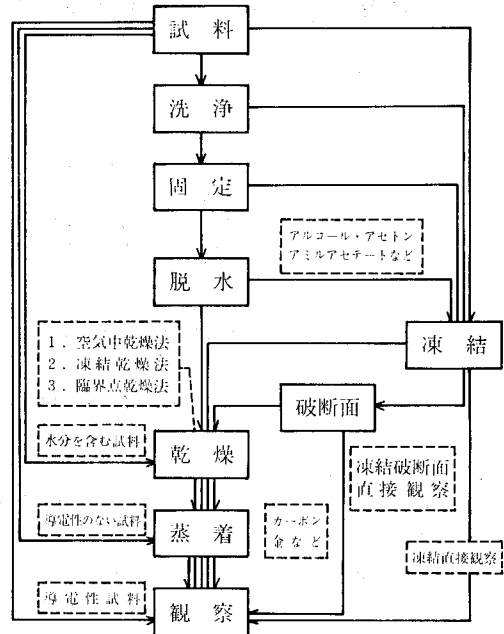 試料
洗浄
固定
アルコール・アセトン
アミルアセテートなど
脱水
1．空気中乾燥法
2．凍結乾燥法
3．臨界点乾燥法
凍結
破断面
水分を含む試料
乾燥
凍結破断面
直接観察
導電性のない試料
蒸着
カーボン
金など
凍結直接観察
導電性試料
観察